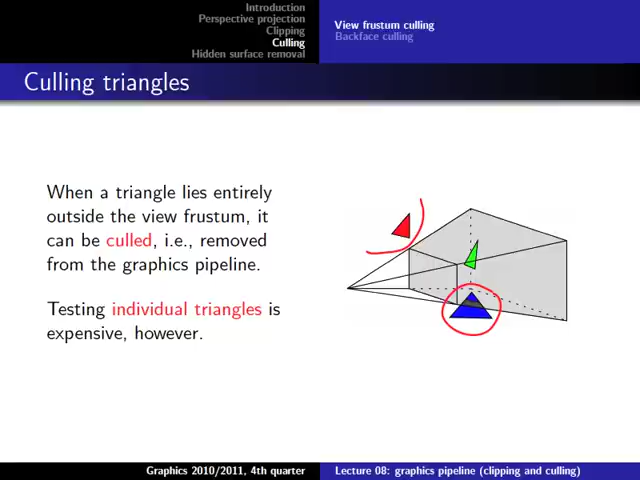 Introduction
Perspective projection
Clipping
Culling
Hidden surface removal
View frustum culling
Backface culling
Culling triangles
When a triangle lies entirely
outside the view frustum, it
can be culled, i.e., removed
from the graphics pipeline.
Testing individual triangles is
expensive, however.
Graphics 2010/2011, 4th quarter
Lecture 08: graphics pipeline (clipping and culling)